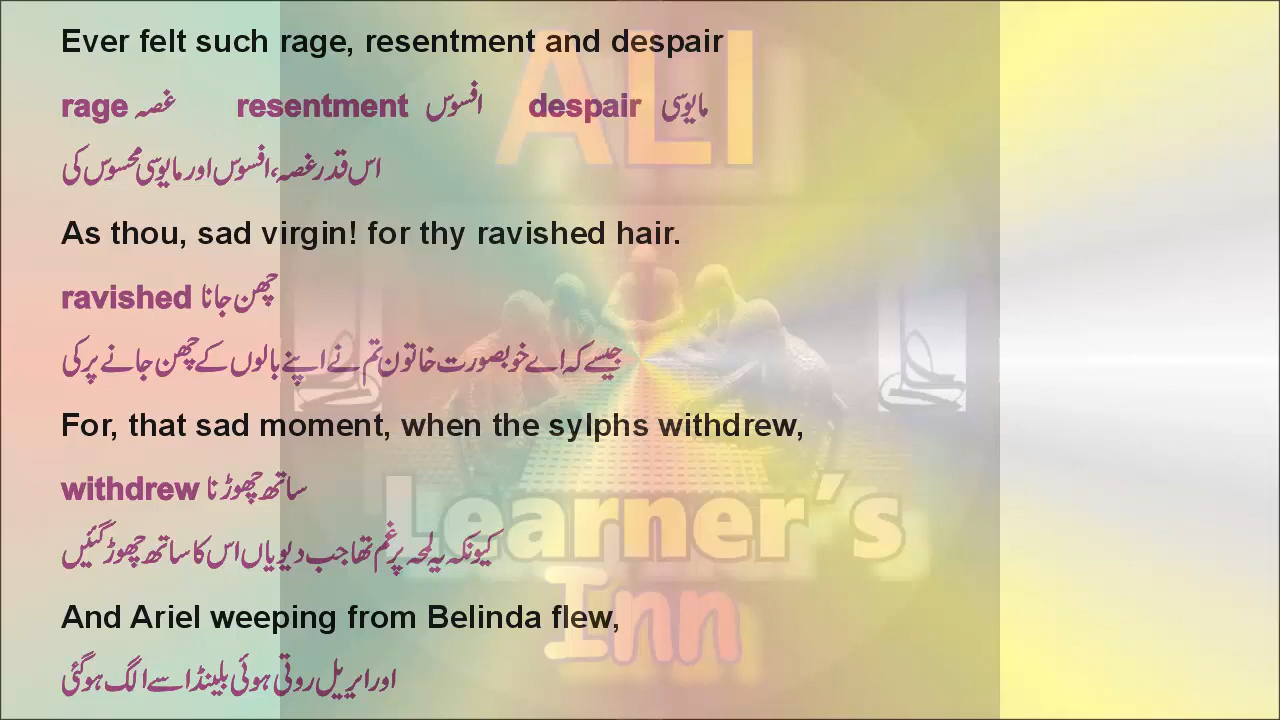 Ever felt such rage, resentment and despair
rage غصہ resentment افسوس despair مایوسی
اس قدر غصہ، افسوس اور مایوسی محسوس کی
As thou, sad virgin! for thy ravished hair.
ravished چھن جانا
جیسے کہ اے خوبصورت خاتون تم نے اپنے بالوں کے چھن جانے پر کی
For, that sad moment, when the sylphs withdrew,
withdrew ساتھ چھوڑنا
کیونکہ یہ لمحہ پر غم تھا جب دیویاں اس کا ساتھ چھوڑ گئیں
And Ariel weeping from Belinda flew,
اور ایریل روتی ہوئی بلینڈا سے الگ ہوگئی
ALI
Learner's
Inn